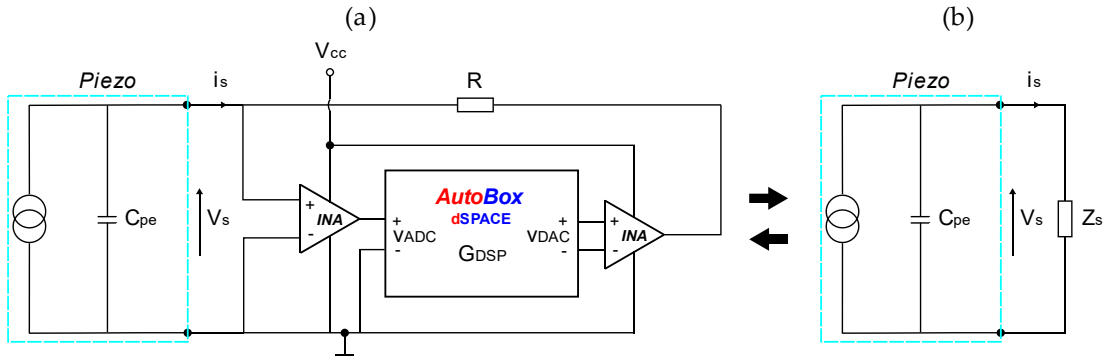 (a)
(b)
Vcc
Piezo
is
R
Piezo
is
Cpe
Vs
+
-
INA
AutoBox
dSPACE
+
VADC
-
GDSP
+
VDAC
-
+
-
INA
Cpe
Vs
Zs